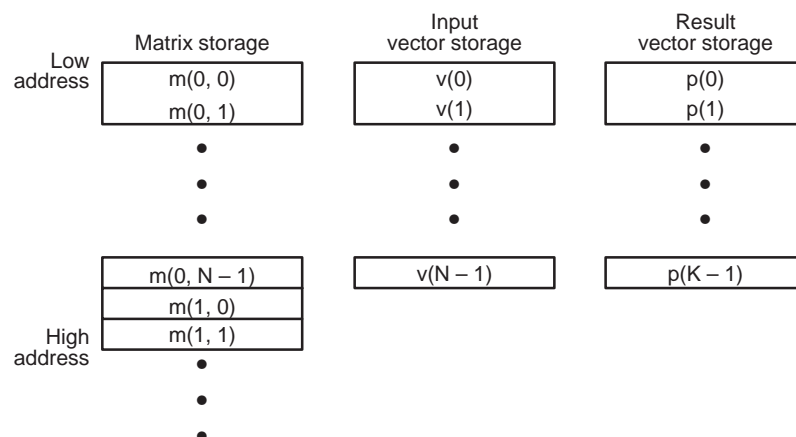 Low
address
Matrix storage
Input
vector storage
Result
vector storage
m(0, 0)
v(0)
p(0)
m(0, 1)
v(1)
p(1)
m(0, N – 1)
v(N – 1)
p(K – 1)
m(1, 0)
High
address
m(1, 1)